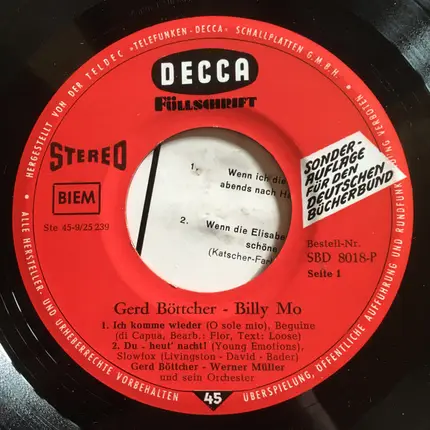 HERGESTELLT VON DER TELDEC »TELEFUNKEN-DECCA« SCHALLPLATTEN G.M.B.H.
DECCA
FÜLLSCHRIFT
STEREO
BIEM
Ste 45-9/25 239
SONDER-
AUFLAGE
FÜR DEN
DEUTSCHEN
BÜCHERBUND
1. Wenn ich die
abends nach Ha
2. Wenn die Elisabe
schöne
(Katscher-Far
Bestell-Nr.
SBD 8018-P
Seite 1
Gerd Böttcher - Billy Mo
1. Ich komme wieder (O sole mio), Beguine
(di Capua, Bearb.: Flor, Text: Loose)
2. Du - heut' nacht! (Young Emotions),
Slowfox (Livingston - David - Bader)
Gerd Böttcher - Werner Müller
und sein Orchester
45
ALLE HERSTELLER- UND URHEBERRECHTE VORBEHALTEN
ÜBERSPIELUNG, ÖFFENTLICHE AUFFÜHRUNG UND RUNDFUNK
DUNG VERBOTEN